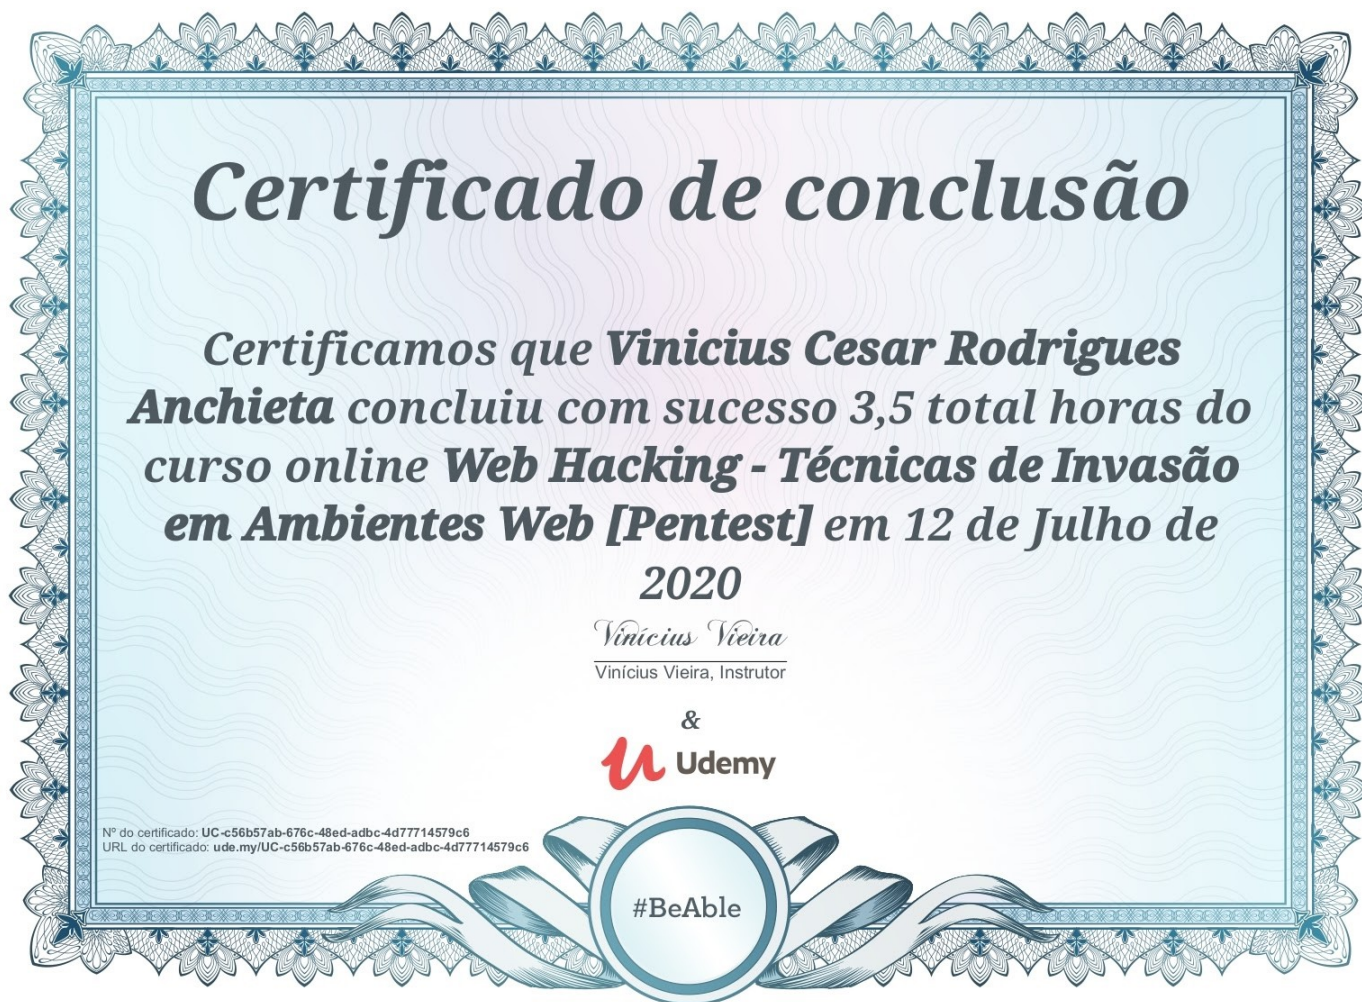 Certificado de conclusão
Certificamos que Vinicius Cesar Rodrigues
Anchieta concluiu com sucesso 3,5 total horas do
curso online Web Hacking - Técnicas de Invasão
em Ambientes Web [Pentest] em 12 de Julho de
2020
Vinícius Vieira
Vinícius Vieira, Instrutor
&
Udemy
Nº do certificado: UC-c56b57ab-676c-48ed-adbc-4d77714579c6
URL do certificado: ude.my/UC-c56b57ab-676c-48ed-adbc-4d77714579c6
#BeAble